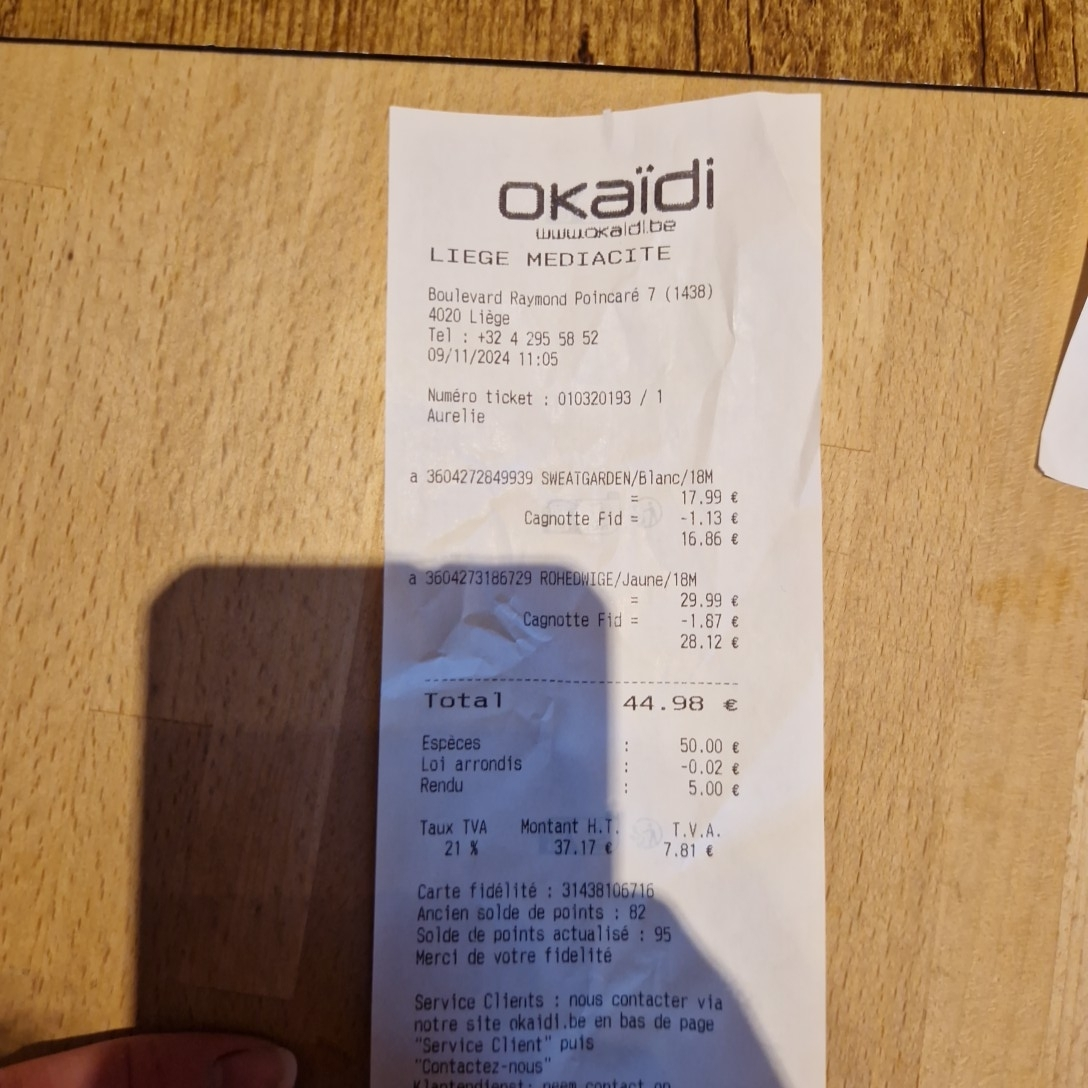 okaïdi
www.okaidi.be
LIEGE MEDIACITE
Boulevard Raymond Poincaré 7 (1438)
4020 Liège
Tel : +32 4 295 58 52
09/11/2024 11:05
Numéro ticket : 010320193 / 1
Aurelie
a 3604272849939 SWEATGARDEN/Blanc/18M
= 17.99 €
Cagnotte Fid = -1.13 €
16.86 €
a 3604273186729 ROHEDWIGE/Jaune/18M
= 29.99 €
Cagnotte Fid = -1.87 €
28.12 €
Total 44.98 €
Espèces : 50.00 €
Loi arrondis : -0.02 €
Rendu : 5.00 €
Taux TVA Montant H.T. T.V.A.
21 % 37.17 € 7.81 €
Carte fidélité : 31438106716
Ancien solde de points : 82
Solde de points actualisé : 95
Merci de votre fidelité
Service Clients : nous contacter via
notre site okaidi.be en bas de page
"Service Client" puis
"Contactez-nous"
Klantendienst: neem contact op